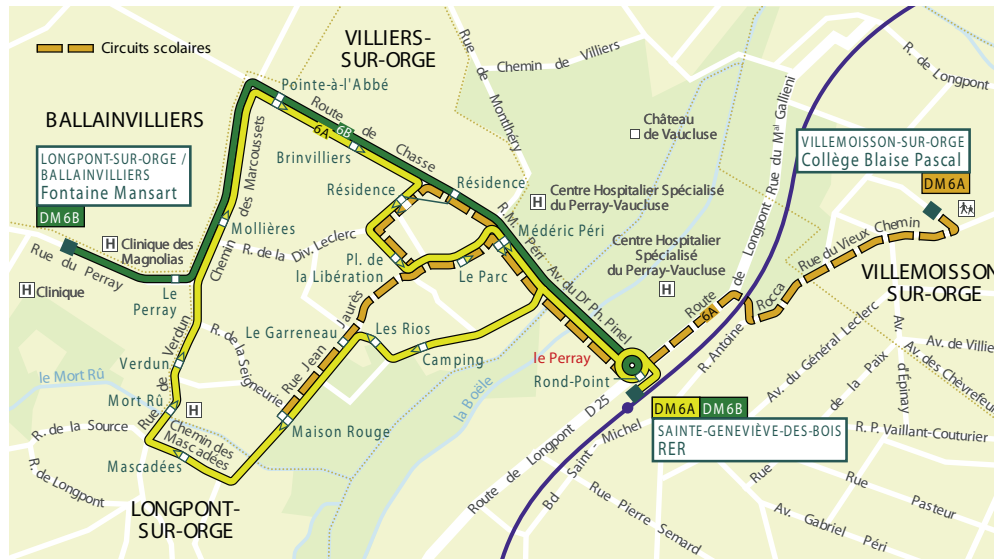 Circuits scolaires
VILLIERS-
SUR-ORGE
Rue de Montlhéry
Chemin de Villiers
R. de Longpont
Pointe-à-l'Abbé
BALLAINVILLIERS
Route de Chasse
6A
6B
Château
de Vaucluse
Rue du Mal Gallieni
LONGPONT-SUR-ORGE /
BALLAINVILLIERS
Fontaine Mansart
DM6B
VILLEMOISSON-SUR-ORGE
Collège Blaise Pascal
DM6A
Brinvilliers
Chemin des Marcoussets
Résidence
Résidence
H
Centre Hospitalier Spécialisé
du Perray-Vaucluse
Mollières
R. de la Div. Leclerc
R.M. Péri
Médéric Péri
H
Clinique des
Magnolias
Rue du Perray
H
Clinique
Le
Perray
Pl. de
la Libération
Le Parc
Av. du Dr Ph. Pinel
Centre Hospitalier
Spécialisé
du Perray-Vaucluse
H
Route de Longpont
6A
Rue du Vieux Chemin
VILLEMOISSON-
SUR-ORGE
R. Antoine Rocca
Rue de Verdun
Verdun
R. de la Seigneurie
Le Garreneau
Rue Jean Jaurès
Les Rios
Camping
le Perray
Rond-Point
Av. du Général Leclerc
Av. de Villie
Av. des Chèvrefeu
Av. d'Épinay
le Mort Rû
Mort Rû
H
la Boële
D 25
Rue de la Paix
DM6A
DM6B
SAINTE-GENEVIÈVE-DES-BOIS
RER
R. de la Source
Chemin des
Mascadées
Maison Rouge
R. P. Vaillant-Couturier
Mascadées
R. de Longpont
LONGPONT-
SUR-ORGE
Route de Longpont
Bd Saint-Michel
Rue Pierre Semard
Av. Gabriel Péri
Rue Pasteur